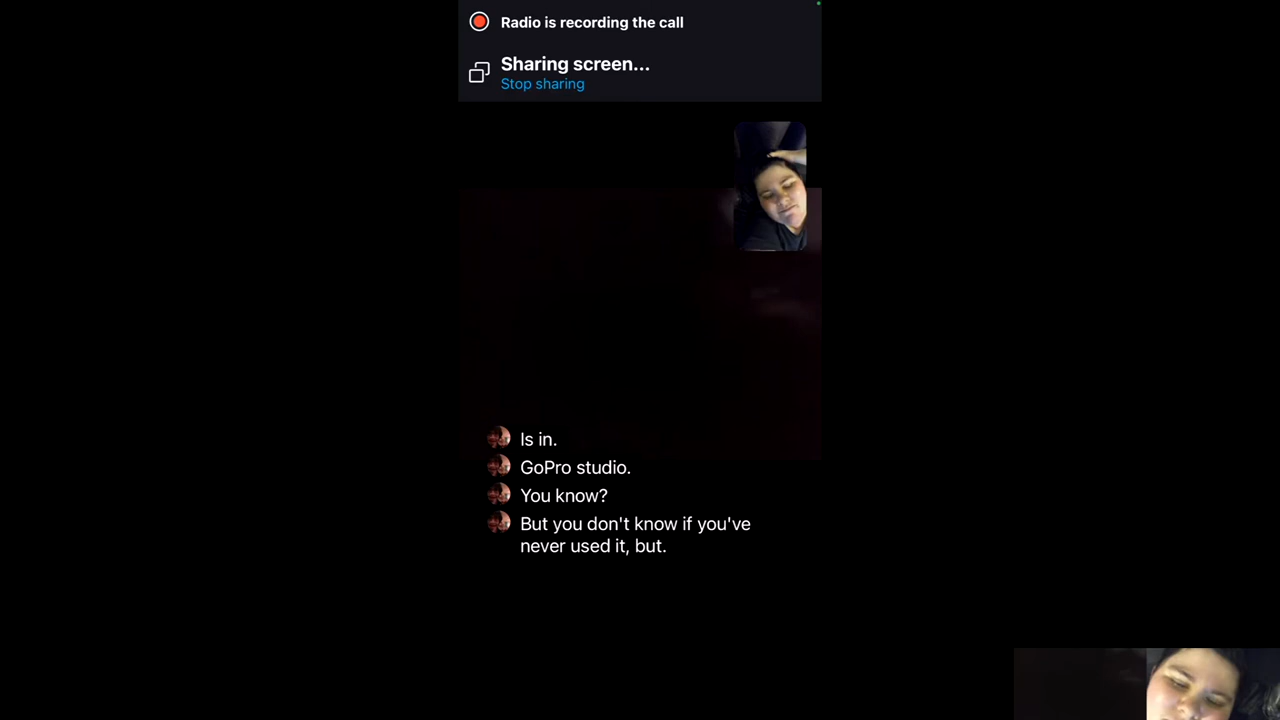 Radio is recording the call
Sharing screen...
Stop sharing
Is in.
GoPro studio.
You know?
But you don't know if you've
never used it, but.